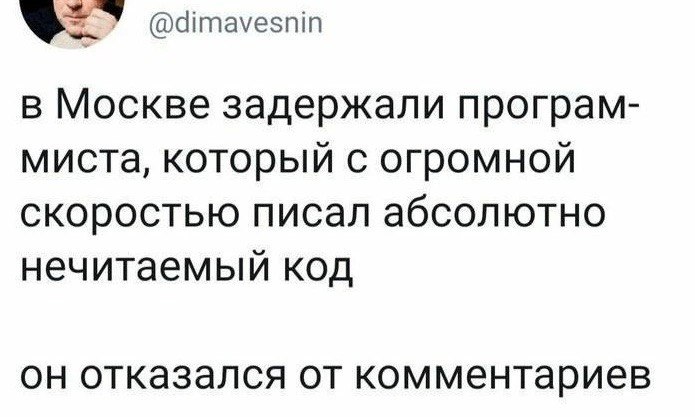 @dimavesnin
в Москве задержали програм-
миста, который с огромной
скоростью писал абсолютно
нечитаемый код
он отказался от комментариев